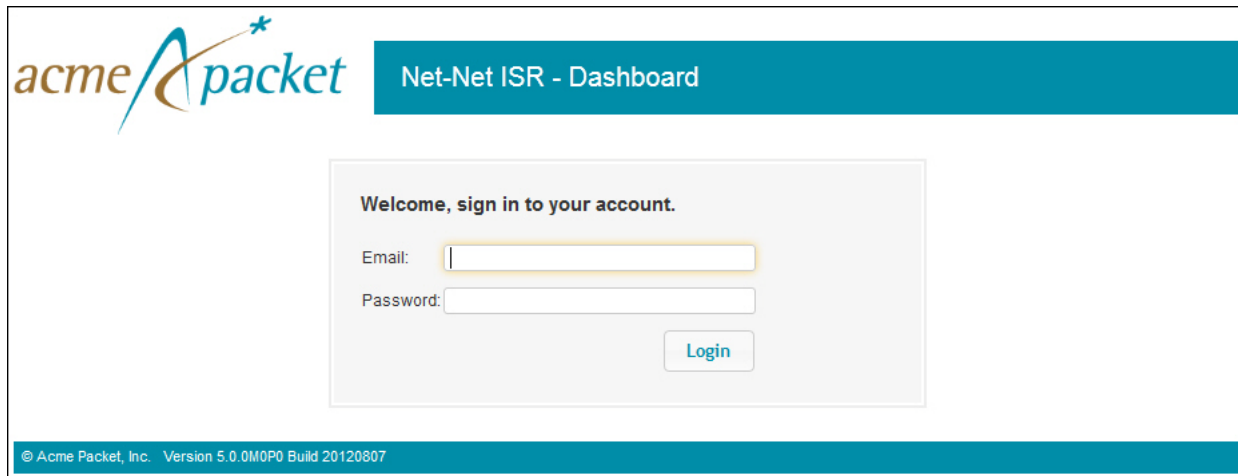 acme packet
Net-Net ISR - Dashboard
Welcome, sign in to your account.
Email:
Password:
Login
© Acme Packet, Inc. Version 5.0.0M0P0 Build 20120807